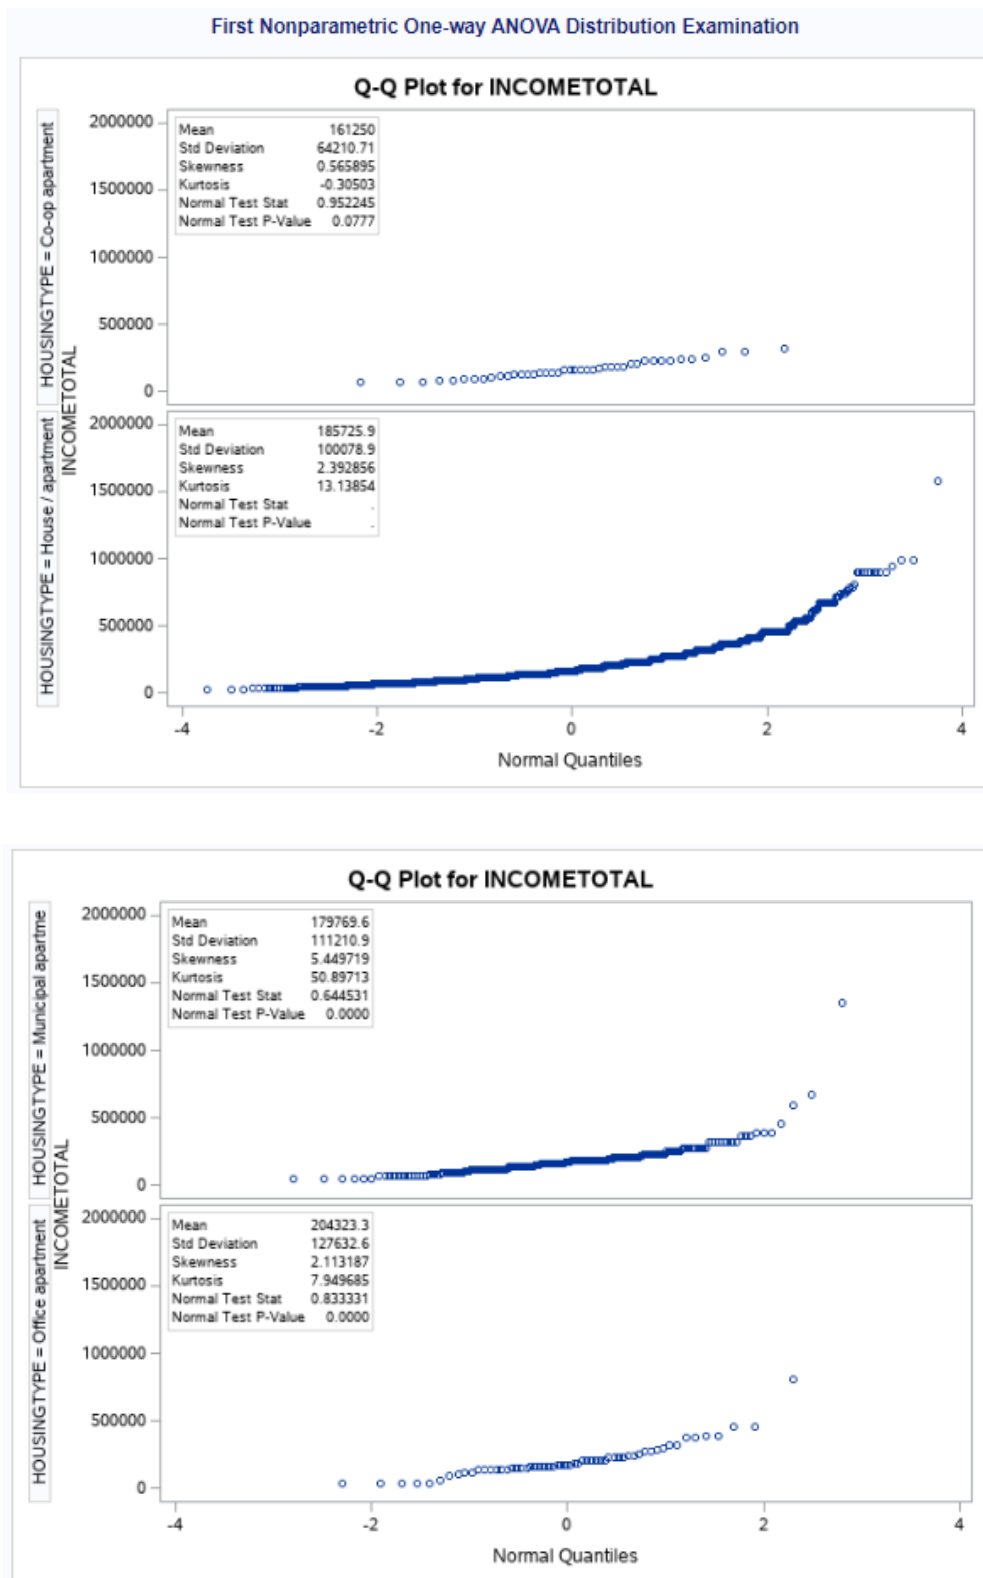 First Nonparametric One-way ANOVA Distribution Examination
Q-Q Plot for INCOMETOTAL
HOUSINGTYPE = Co-op apartment
INCOMETOTAL
2000000
1500000
1000000
500000
0
Mean 161250
Std Deviation 64210.71
Skewness 0.565895
Kurtosis -0.30503
Normal Test Stat 0.952245
Normal Test P-Value 0.0777
HOUSINGTYPE = House / apartment
2000000
1500000
1000000
500000
0
Mean 185725.9
Std Deviation 100078.9
Skewness 2.392856
Kurtosis 13.13854
Normal Test Stat .
Normal Test P-Value .
-4 -2 0 2 4
Normal Quantiles
Q-Q Plot for INCOMETOTAL
HOUSINGTYPE = Municipal apartme
INCOMETOTAL
2000000
1500000
1000000
500000
0
Mean 179769.6
Std Deviation 111210.9
Skewness 5.449719
Kurtosis 50.89713
Normal Test Stat 0.644531
Normal Test P-Value 0.0000
HOUSINGTYPE = Office apartment
2000000
1500000
1000000
500000
0
Mean 204323.3
Std Deviation 127632.6
Skewness 2.113187
Kurtosis 7.949685
Normal Test Stat 0.833331
Normal Test P-Value 0.0000
-4 -2 0 2 4
Normal Quantiles